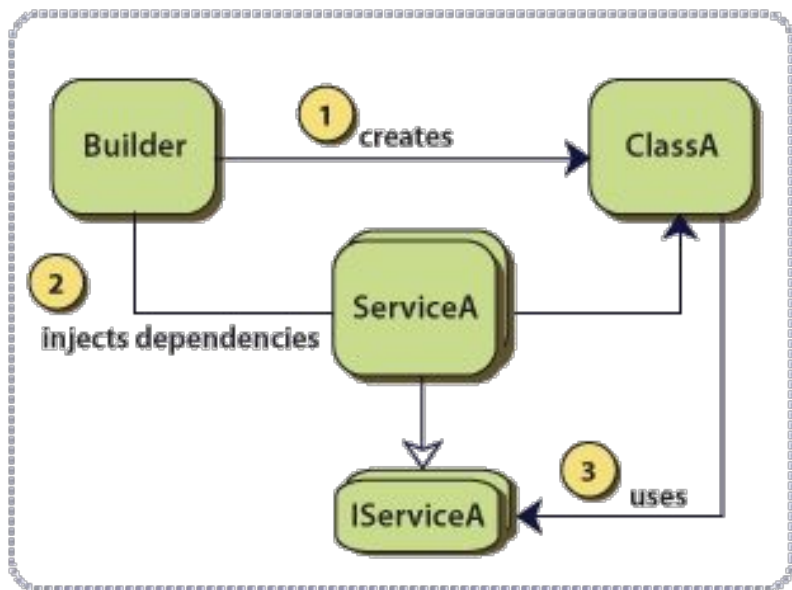 1
creates
Builder
ClassA
2
injects dependencies
ServiceA
3
uses
IServiceA